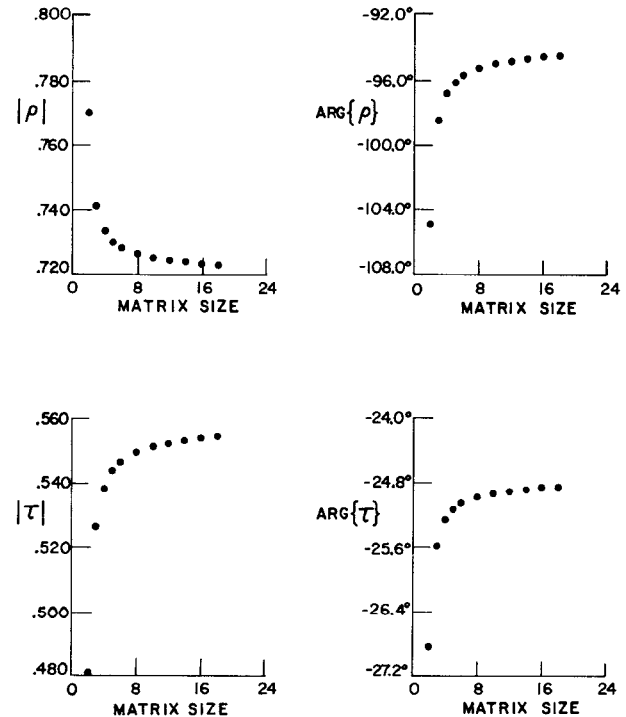 .800
.780
|ρ|
.760
.740
.720
0 8 16 24
MATRIX SIZE
-92.0°
-96.0°
ARG{ρ}
-100.0°
-104.0°
-108.0°
0 8 16 24
MATRIX SIZE
.560
.540
|τ|
.520
.500
.480
0 8 16 24
MATRIX SIZE
-24.0°
-24.8°
ARG{τ}
-25.6°
-26.4°
-27.2°
0 8 16 24
MATRIX SIZE